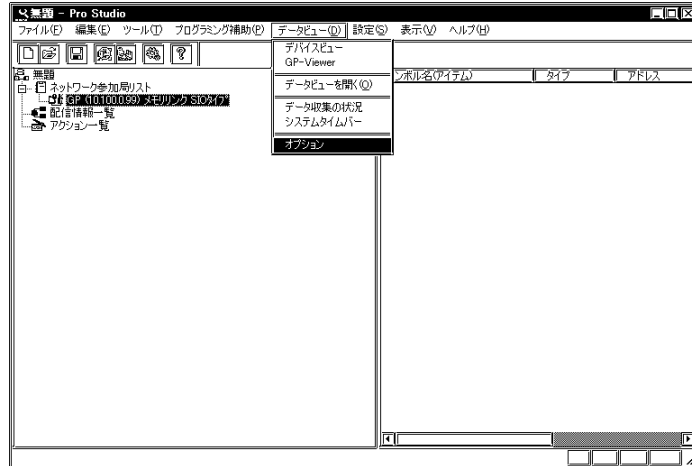 無題 - Pro Studio
ファイル(F) 編集(E) ツール(T) プログラミング補助(P) データビュー(D) 設定(S) 表示(V) ヘルプ(H)
デバイスビュー
GP-Viewer
データビューを開く(O)
データ収集の状況
システムタイムバー
オプション
無題
ネットワーク参加局リスト
GP (10.100.0.99) メモリリンク SIOタイプ
配信情報一覧
アクション一覧
ンボル名(アイテム) タイプ アドレス